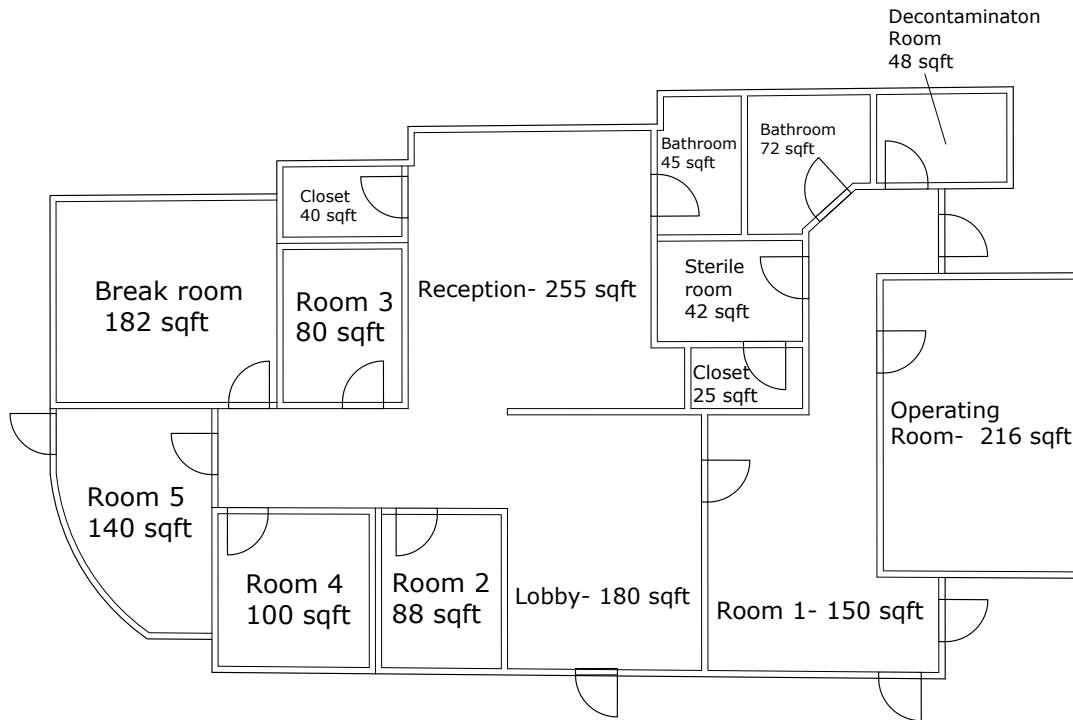 Decontaminaton
Room
48 sqft
Bathroom
45 sqft
Bathroom
72 sqft
Closet
40 sqft
Break room
182 sqft
Room 3
80 sqft
Reception- 255 sqft
Sterile
room
42 sqft
Closet
25 sqft
Operating
Room-  216 sqft
Room 5
140 sqft
Room 4
100 sqft
Room 2
88 sqft
Lobby- 180 sqft
Room 1- 150 sqft